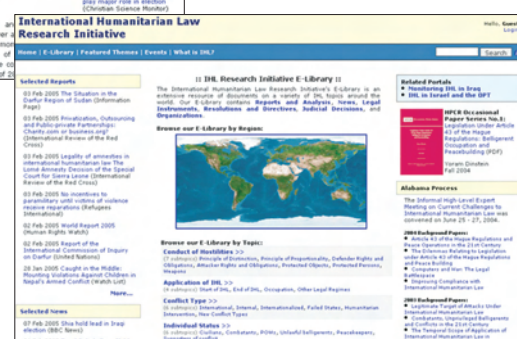 play major role in election
(Christian Science Monitor)
International Humanitarian Law
Research Initiative
Hello, Guest
Login
Home | E-Library | Featured Themes | Events | What is IHL?
Search
Selected Reports
03 Feb 2005 The Situation in the
Darfur Region of Sudan (Information
Page)
03 Feb 2005 Privatization, Outsourcing
and Public-private Partnerships:
Charity.com or business.org?
(International Review of the Red
Cross)
03 Feb 2005 Legality of amnesties in
international humanitarian law The
Lomé Amnesty Decision of the Special
Court for Sierra Leone (International
Review of the Red Cross)
03 Feb 2005 No incentives to
paramilitary until victims of violence
receive reparations (Refugees
International)
02 Feb 2005 World Report 2005
(Human Rights Watch)
02 Feb 2005 Report of the
International Commission of Inquiry
on Darfur (United Nations)
28 Jan 2005 Caught in the Middle:
Mounting Violations Against Children in
Nepal's Armed Conflict (Watch List)
More...
Selected News
07 Feb 2005 Shia hold lead in Iraqi
election (BBC News)
:: IHL Research Initiative E-Library ::
The International Humanitarian Law Research Initiative's E-Library is an
extensive resource of documents on a variety of IHL topics around the
world. Our E-Library contains Reports and Analysis, News, Legal
Instruments, Resolutions and Directives, Judicial Decisions, and
Organizations.
Browse our E-Library by Region:
Browse our E-Library by Topic:
Conduct of Hostilities >>
(7 subtopics) Principle of Distinction, Principle of Proportionality, Defender Rights and
Obligations, Attacker Rights and Obligations, Protected Objects, Protected Persons,
Weapons
Application of IHL >>
Start of IHL, End of IHL, Occupation, Other Legal Regimes
Conflict Type >>
International, Internal, Internationalized, Failed States, Humanitarian
Intervention, New Conflict Types
Individual Status >>
Civilians, Combatants, POWs, Unlawful belligerents, Peacekeepers,
Related Portals
• Monitoring IHL in Iraq
• IHL in Israel and the OPT
HPCR Occasional
Paper Series No.1:
Legislation Under Article
43 of the Hague
Regulations: Belligerent
Occupation and
Peacebuilding (PDF)
Yoram Dinstein
Fall 2004
Alabama Process
The Informal High-Level Expert
Meeting on Current Challenges to
International Humanitarian Law was
convened on June 25 - 27, 2004.
2004 Background Papers:
• Article 43 of the Hague Regulations and
Peace Operations in the 21st Century
• The Dilemmas Relating to Legislation
under Article 43 of the Hague Regulations
and Peace Building
• Computers and War: The Legal
Battlespace
• Improving Compliance with
International Humanitarian Law
2003 Background Papers:
• Legitimate Target of Attacks Under
International Humanitarian Law
• Combatants, Unprivileged Belligerents
and Conflicts in the 21st Century
• The Temporal Scope of Application of
International Humanitarian Law in